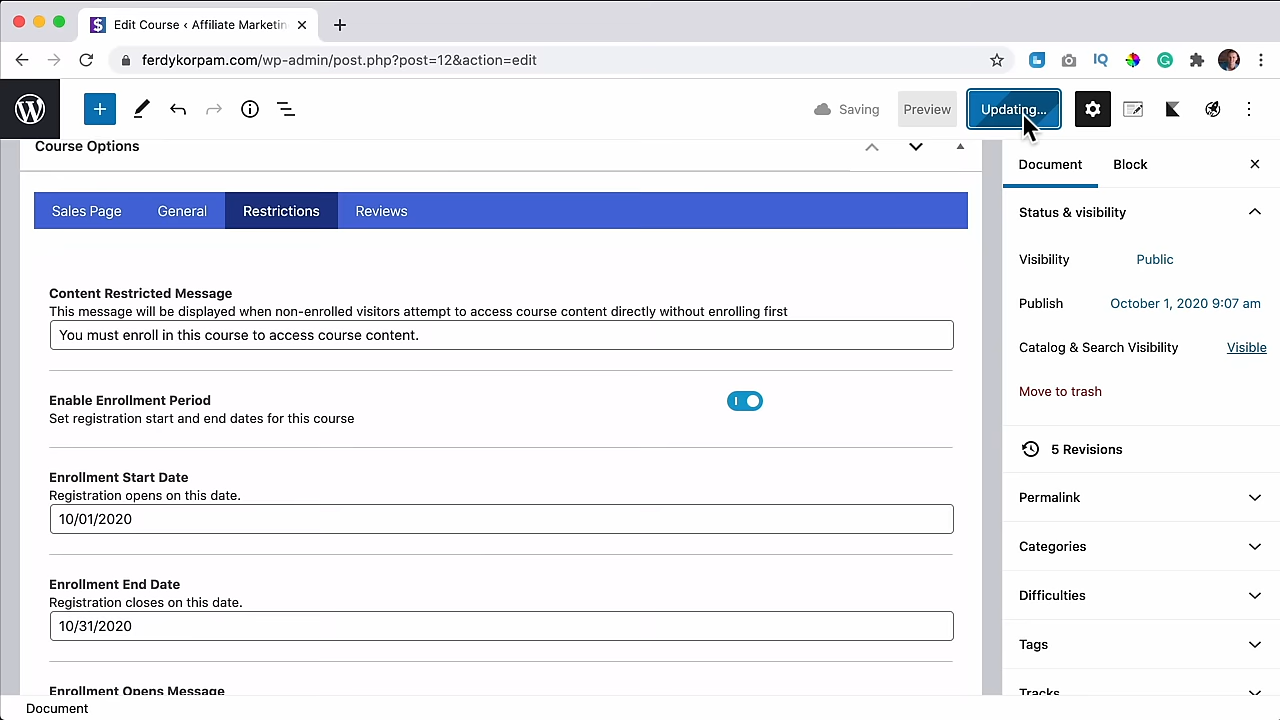 Edit Course ‹ Affiliate Marketin
ferdykorpam.com/wp-admin/post.php?post=12&action=edit
IQ
Saving
Preview
Updating...
Course Options
Sales Page
General
Restrictions
Reviews
Content Restricted Message
This message will be displayed when non-enrolled visitors attempt to access course content directly without enrolling first
You must enroll in this course to access course content.
Enable Enrollment Period
Set registration start and end dates for this course
Enrollment Start Date
Registration opens on this date.
10/01/2020
Enrollment End Date
Registration closes on this date.
10/31/2020
Enrollment Opens Message
Document
Block
Status & visibility
Visibility
Public
Publish
October 1, 2020 9:07 am
Catalog & Search Visibility
Visible
Move to trash
5 Revisions
Permalink
Categories
Difficulties
Tags
Tracks
Document